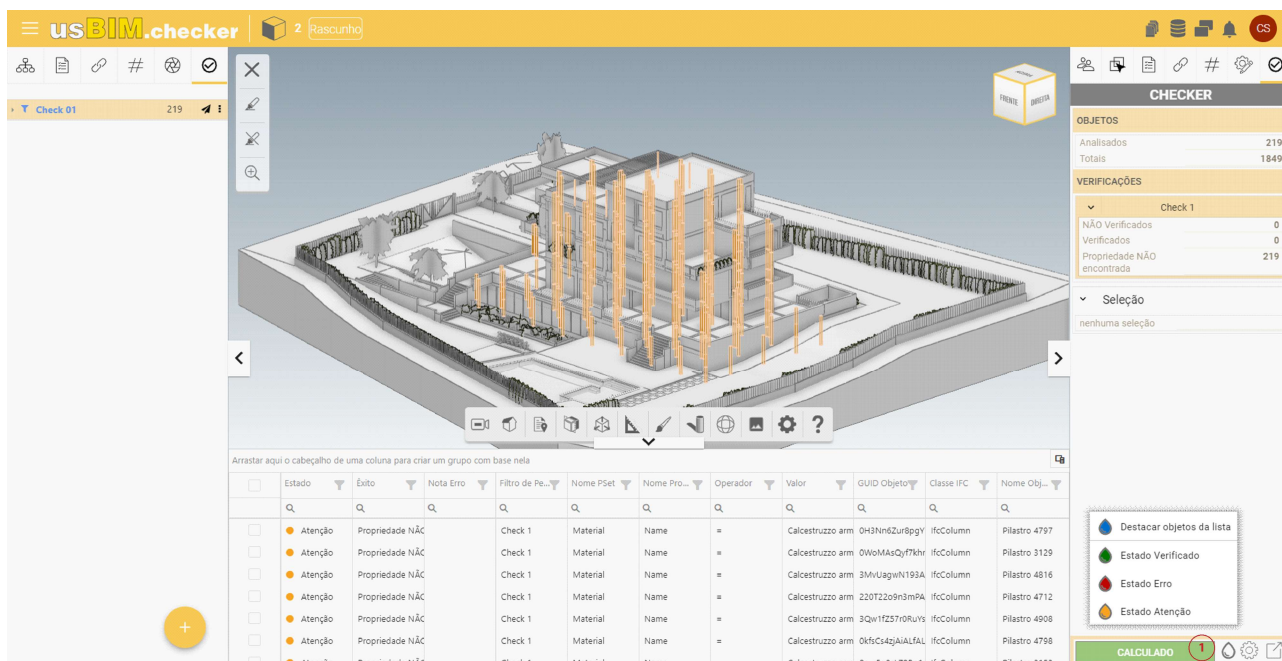 usBIM.checker
2 Rascunho
CS
Check 01 219
FRENTE DIREITA
CHECKER
OBJETOS
Analisados 219
Totais 1849
VERIFICAÇÕES
Check 1
NÃO Verificados 0
Verificados 0
Propriedade NÃO 219
encontrada
Seleção
nenhuma seleção
Arrastar aqui o cabeçalho de uma coluna para criar um grupo com base nela
Estado Êxito Nota Erro Filtro de Pe... Nome PSet Nome Pro... Operador Valor GUID Objeto Classe IFC Nome Obj...
Atenção Propriedade NÃC Check 1 Material Name = Calcestruzzo arm 0H3Nn6Zur8pgY IfcColumn Pilastro 4797
Atenção Propriedade NÃC Check 1 Material Name = Calcestruzzo arm 0WoMAsQyf7khr IfcColumn Pilastro 3129
Atenção Propriedade NÃC Check 1 Material Name = Calcestruzzo arm 3MvUagwN193A IfcColumn Pilastro 4816
Atenção Propriedade NÃC Check 1 Material Name = Calcestruzzo arm 220T22o9n3mPA IfcColumn Pilastro 4712
Atenção Propriedade NÃC Check 1 Material Name = Calcestruzzo arm 3Qw1fZ57r0RuYs IfcColumn Pilastro 4908
Atenção Propriedade NÃC Check 1 Material Name = Calcestruzzo arm 0kfsCs4zjAiALfAL IfcColumn Pilastro 4798
Destacar objetos da lista
Estado Verificado
Estado Erro
Estado Atenção
CALCULADO 1